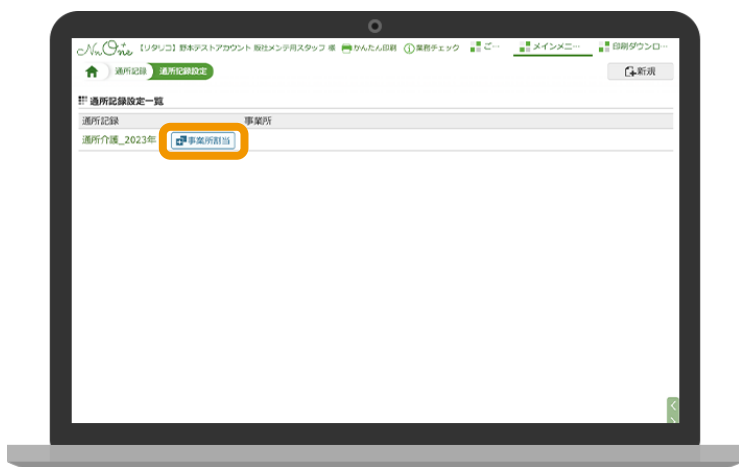 NnOne 【リタリコ】野本テストアカウント 販社メンテ用スタッフ 様 かんたん印刷 業務チェック ご… メインメニ… 印刷ダウンロ…
通所記録 通所記録設定 新規
通所記録設定一覧
通所記録 事業所
通所介護_2023年 事業所割当